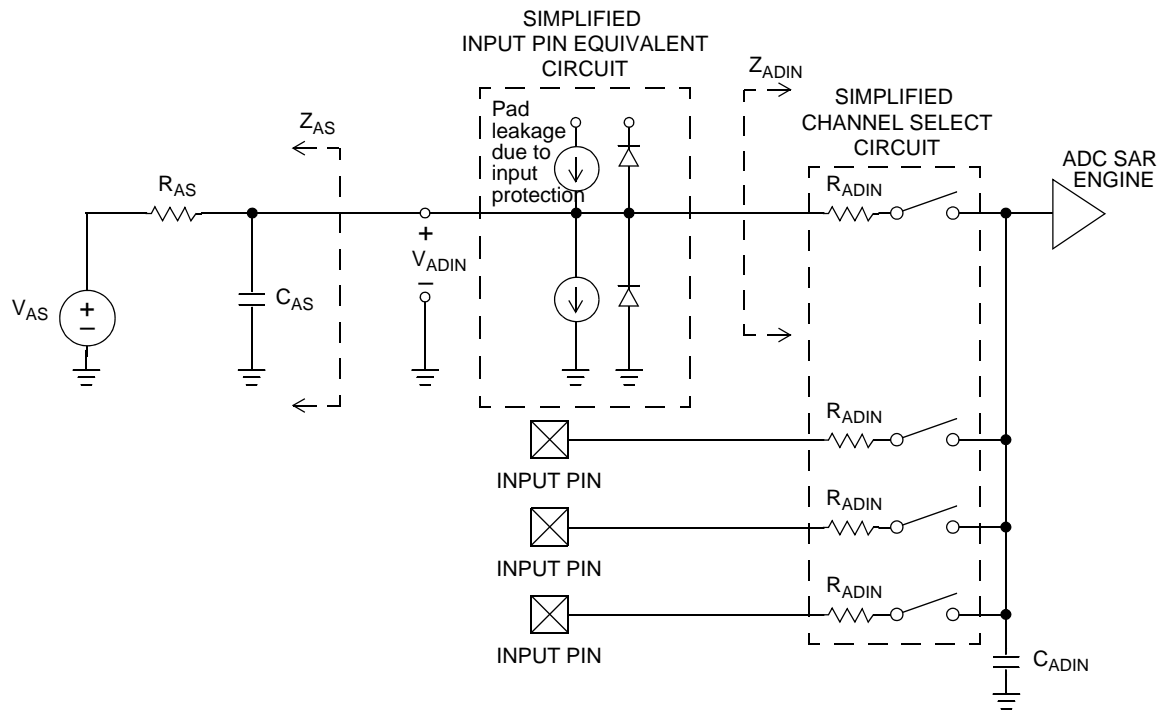 SIMPLIFIED
INPUT PIN EQUIVALENT
CIRCUIT
Z_AS
Pad
leakage
due to
input
protection
Z_ADIN
SIMPLIFIED
CHANNEL SELECT
CIRCUIT
ADC SAR
ENGINE
R_AS
R_ADIN
+
V_ADIN
–
V_AS
+
–
C_AS
R_ADIN
INPUT PIN
R_ADIN
INPUT PIN
R_ADIN
INPUT PIN
C_ADIN